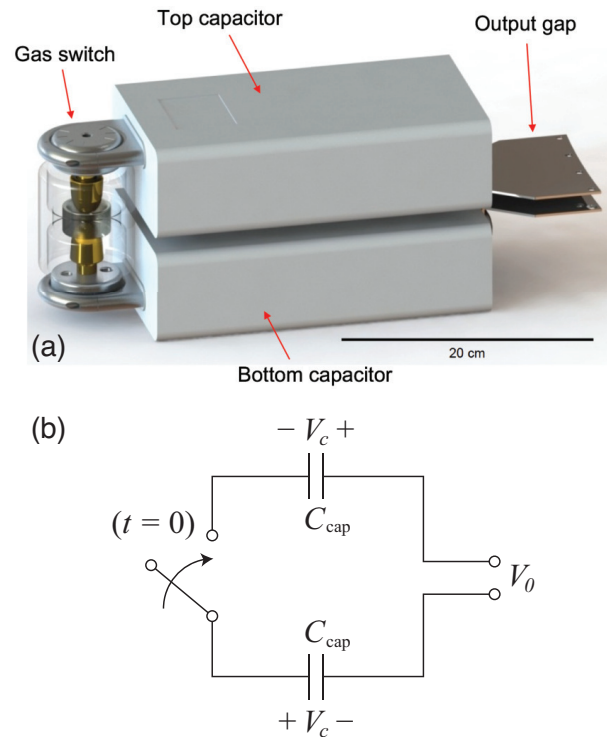 Top capacitor
Output gap
Gas switch
(a)
20 cm
Bottom capacitor
(b)
− V_c +
(t = 0)
C_cap
V_0
C_cap
+ V_c -